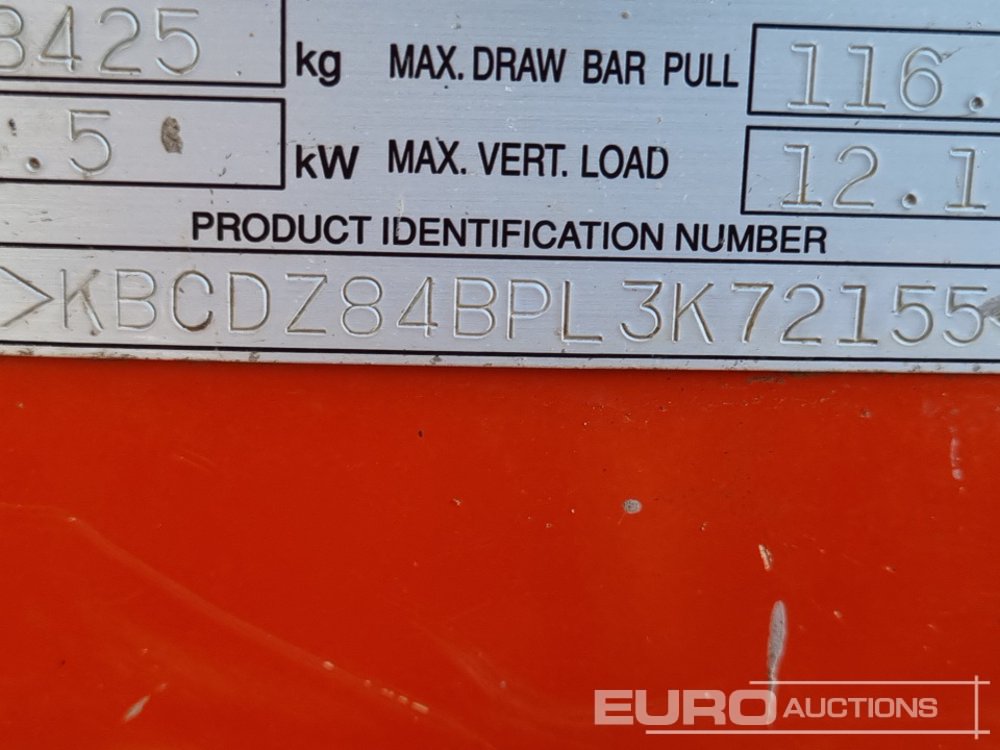 8425 kg MAX. DRAW BAR PULL 116.
.5 kW MAX. VERT. LOAD 12.1
PRODUCT IDENTIFICATION NUMBER
>KBCDZ84BPL3K72155<
EURO AUCTIONS